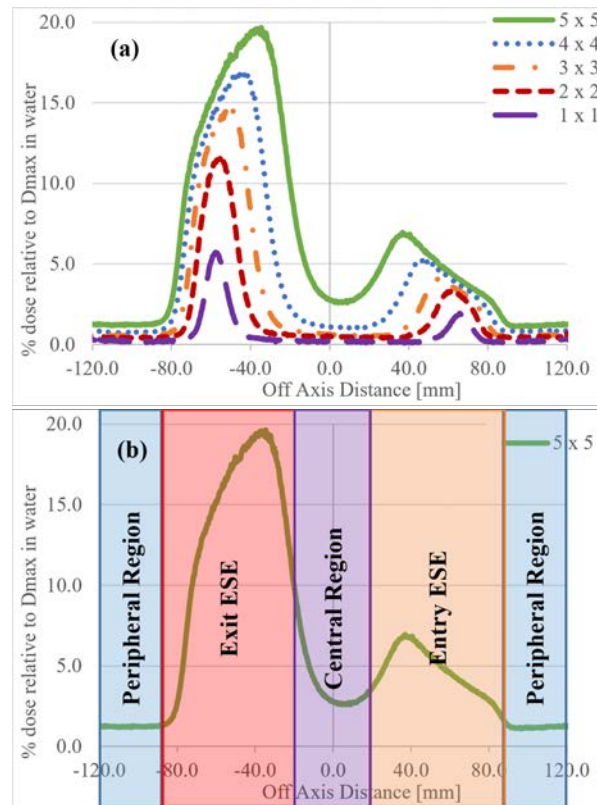 (a)
5 x 5
4 x 4
3 x 3
2 x 2
1 x 1
% dose relative to Dmax in water
20.0
15.0
10.0
5.0
0.0
-120.0 -80.0 -40.0 0.0 40.0 80.0 120.0
Off Axis Distance [mm]
(b)
5 x 5
% dose relative to Dmax in water
20.0
15.0
10.0
5.0
0.0
Peripheral Region
Exit ESE
Central Region
Entry ESE
Peripheral Region
-120.0 -80.0 -40.0 0.0 40.0 80.0 120.0
Off Axis Distance [mm]